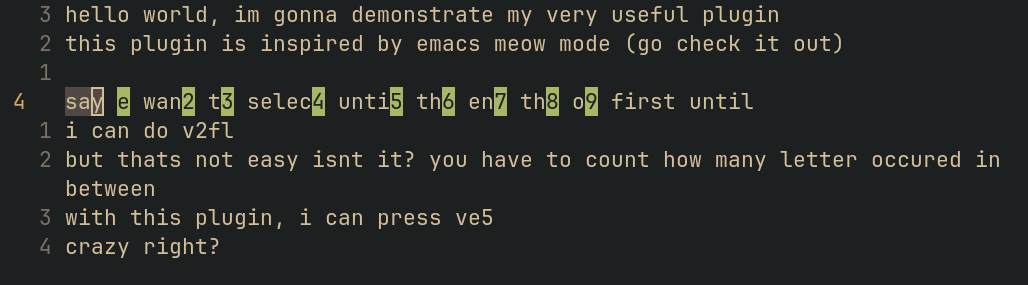 3 hello world, im gonna demonstrate my very useful plugin
2 this plugin is inspired by emacs meow mode (go check it out)
1
4 say e wan2 t3 selec4 unti5 th6 en7 th8 o9 first until
1 i can do v2fl
2 but thats not easy isnt it? you have to count how many letter occured in
between
3 with this plugin, i can press ve5
4 crazy right?